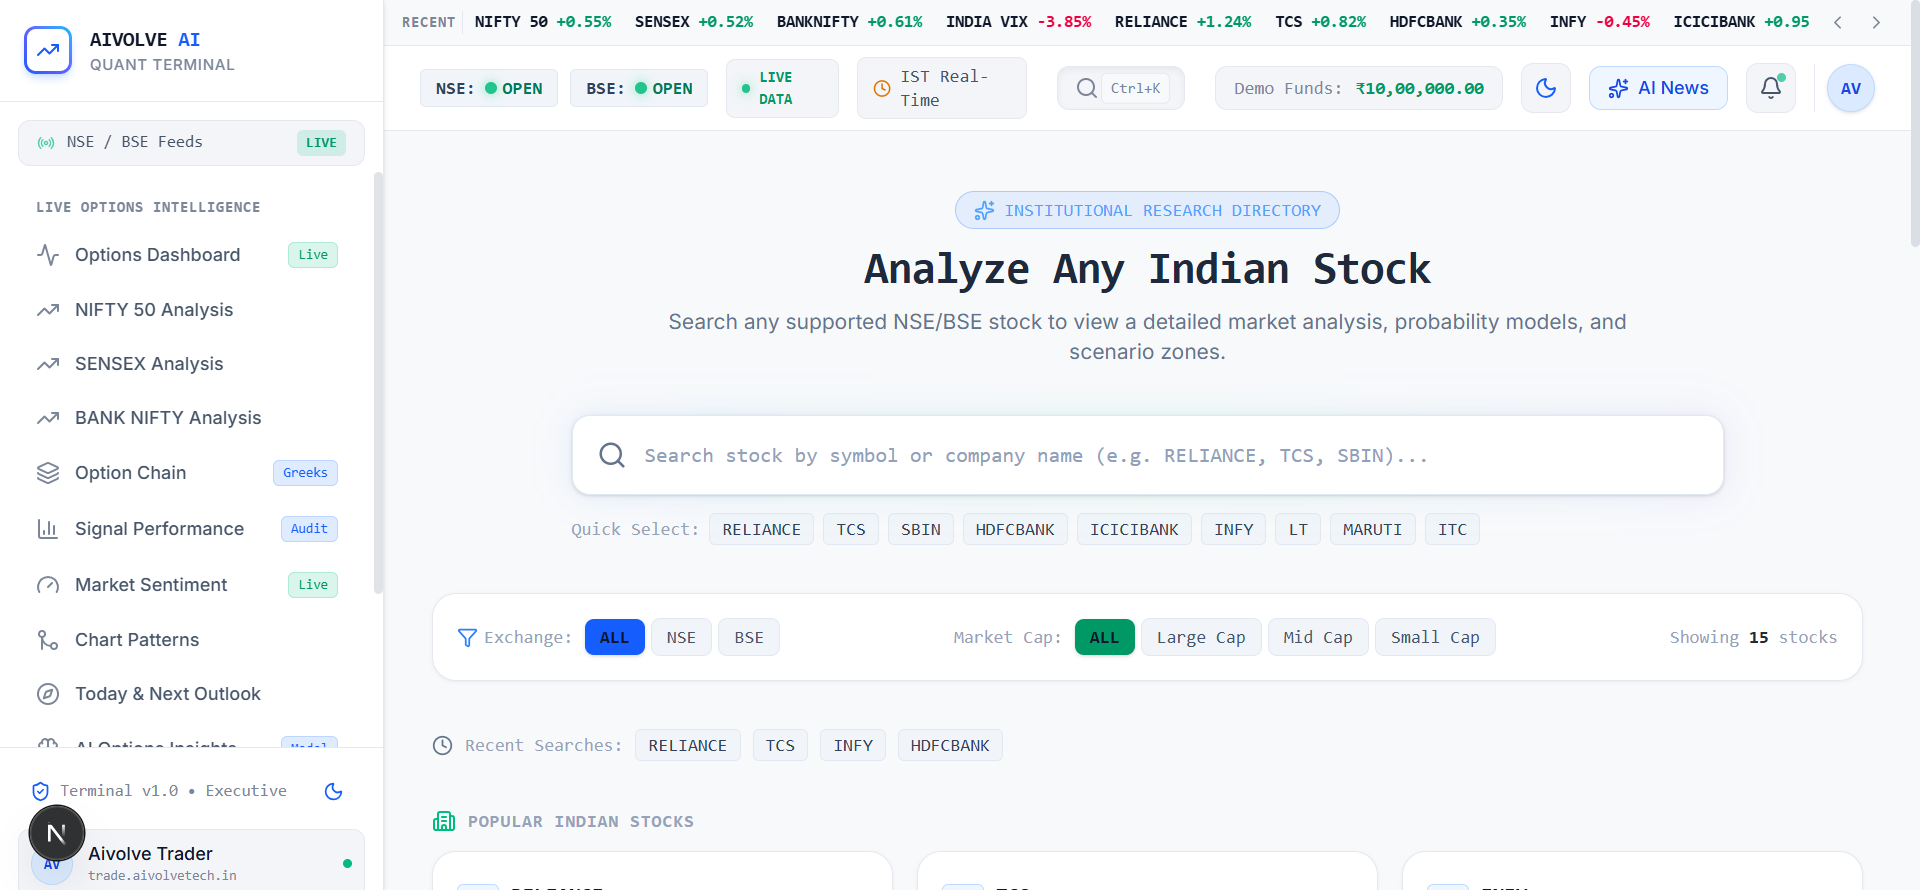 AIVOLVE AI
QUANT TERMINAL
NSE / BSE Feeds LIVE
LIVE OPTIONS INTELLIGENCE
Options Dashboard Live
NIFTY 50 Analysis
SENSEX Analysis
BANK NIFTY Analysis
Option Chain Greeks
Signal Performance Audit
Market Sentiment Live
Chart Patterns
Today & Next Outlook
AI Options Insights Model
Terminal v1.0 • Executive
N
AV
Aivolve Trader
trade.aivolvetech.in
RECENT NIFTY 50 +0.55% SENSEX +0.52% BANKNIFTY +0.61% INDIA VIX -3.85% RELIANCE +1.24% TCS +0.82% HDFCBANK +0.35% INFY -0.45% ICICIBANK +0.95
NSE: OPEN BSE: OPEN
LIVE
DATA
IST Real-
Time
Ctrl+K
Demo Funds: ₹10,00,000.00
AI News
AV
INSTITUTIONAL RESEARCH DIRECTORY
Analyze Any Indian Stock
Search any supported NSE/BSE stock to view a detailed market analysis, probability models, and
scenario zones.
Search stock by symbol or company name (e.g. RELIANCE, TCS, SBIN)...
Quick Select: RELIANCE TCS SBIN HDFCBANK ICICIBANK INFY LT MARUTI ITC
Exchange: ALL NSE BSE Market Cap: ALL Large Cap Mid Cap Small Cap Showing 15 stocks
Recent Searches: RELIANCE TCS INFY HDFCBANK
POPULAR INDIAN STOCKS
RELIANCE TCS INFY